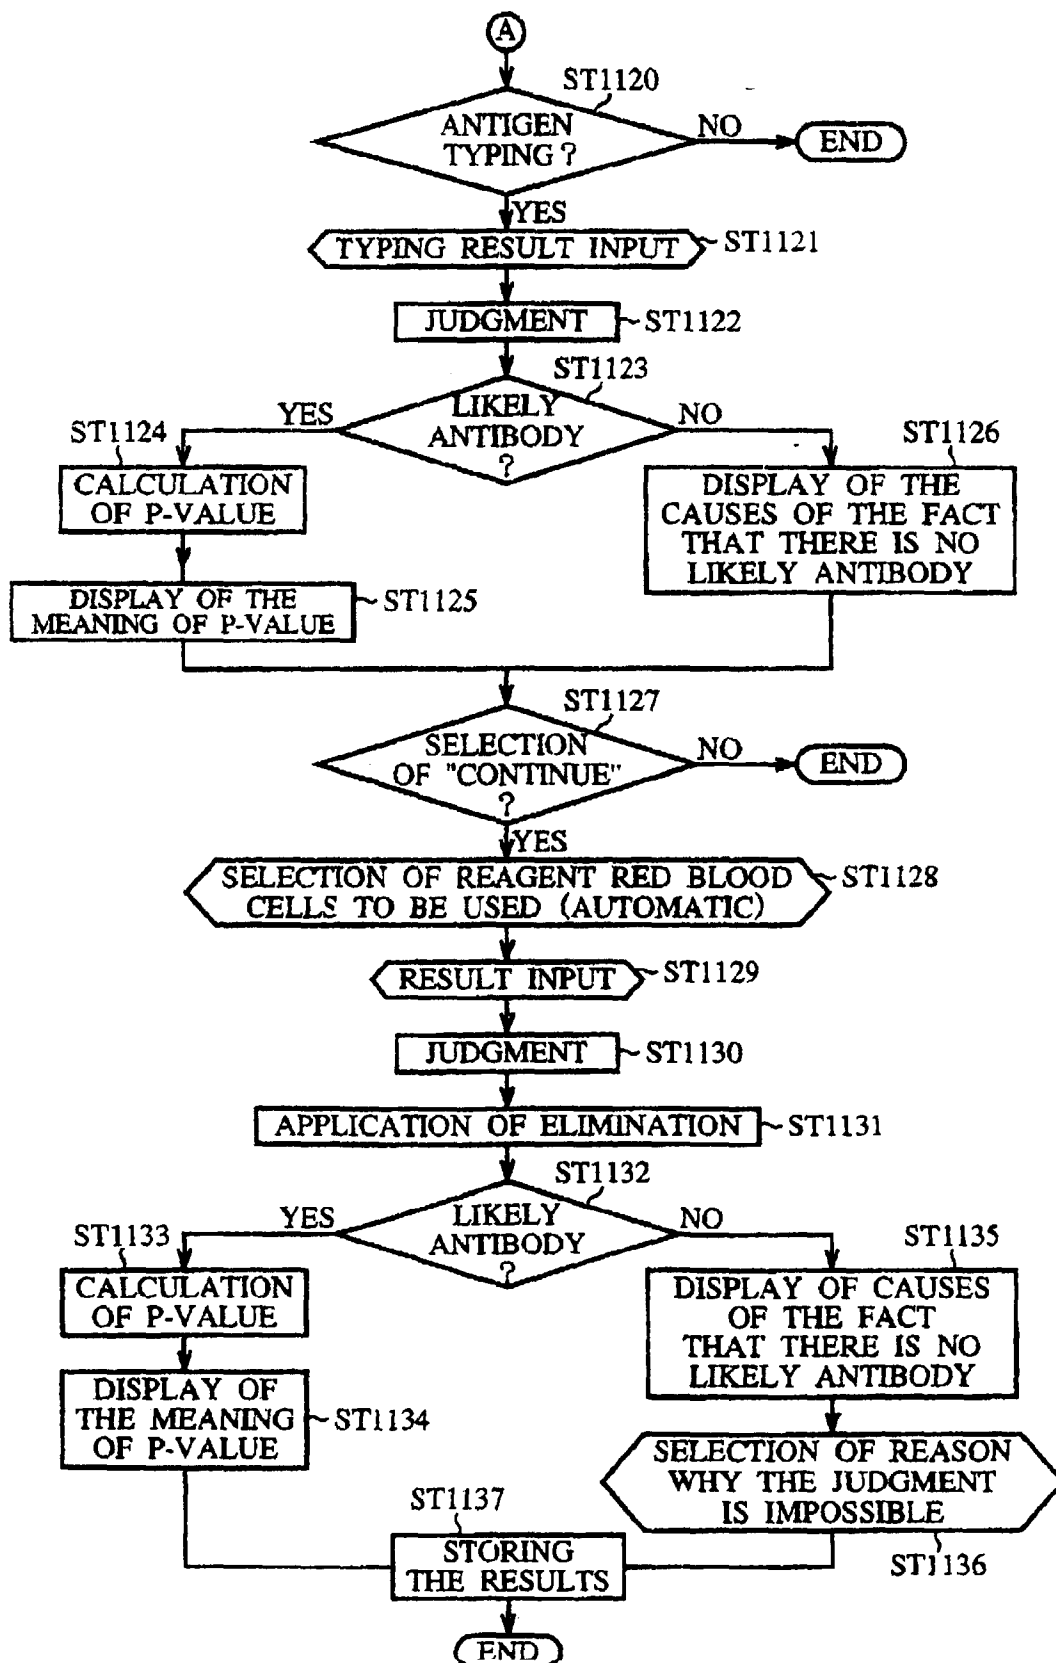 A
ST1120
ANTIGEN
TYPING ?
NO
END
YES
TYPING RESULT INPUT
ST1121
JUDGMENT
ST1122
ST1123
LIKELY
ANTIBODY
?
YES
NO
ST1124
CALCULATION
OF P-VALUE
ST1126
DISPLAY OF THE
CAUSES OF THE FACT
THAT THERE IS NO
LIKELY ANTIBODY
DISPLAY OF THE
MEANING OF P-VALUE
ST1125
ST1127
SELECTION
OF "CONTINUE"
?
NO
END
YES
SELECTION OF REAGENT RED BLOOD
CELLS TO BE USED (AUTOMATIC)
ST1128
RESULT INPUT
ST1129
JUDGMENT
ST1130
APPLICATION OF ELIMINATION
ST1131
ST1132
LIKELY
ANTIBODY
?
YES
NO
ST1133
CALCULATION
OF P-VALUE
ST1135
DISPLAY OF CAUSES
OF THE FACT
THAT THERE IS NO
LIKELY ANTIBODY
DISPLAY OF
THE MEANING
OF P-VALUE
ST1134
SELECTION OF REASON
WHY THE JUDGMENT
IS IMPOSSIBLE
ST1136
ST1137
STORING
THE RESULTS
END